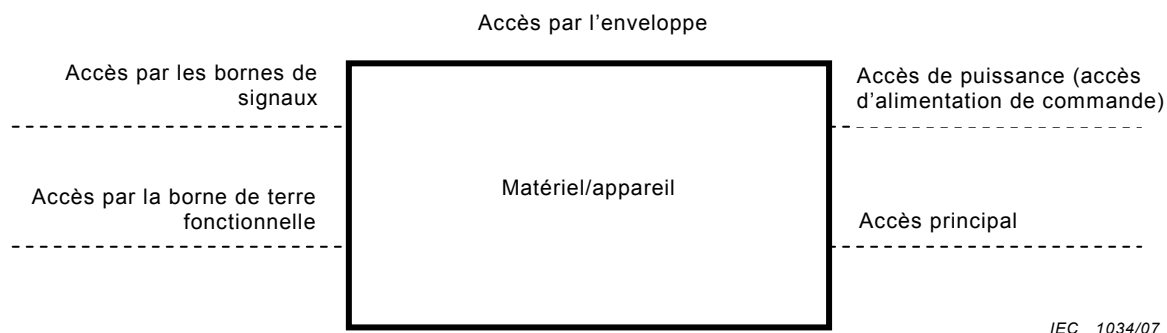 Accès par l'enveloppe
Accès par les bornes de
signaux
Accès de puissance (accès
d'alimentation de commande)
Matériel/appareil
Accès par la borne de terre
fonctionnelle
Accès principal
IEC 1034/07